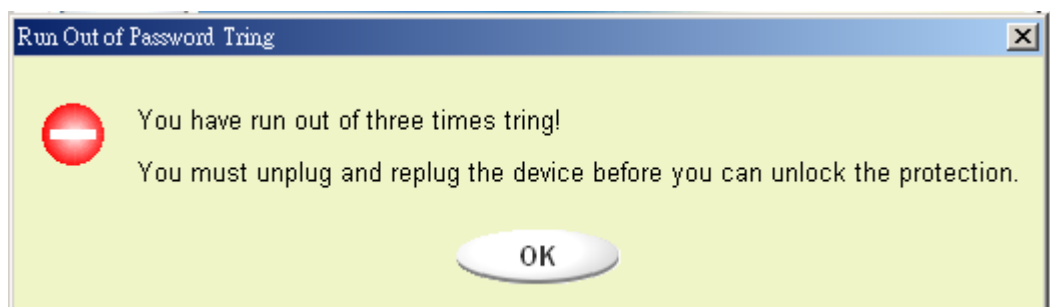 Run Out of Password Tring
You have run out of three times tring!
You must unplug and replug the device before you can unlock the protection.
OK